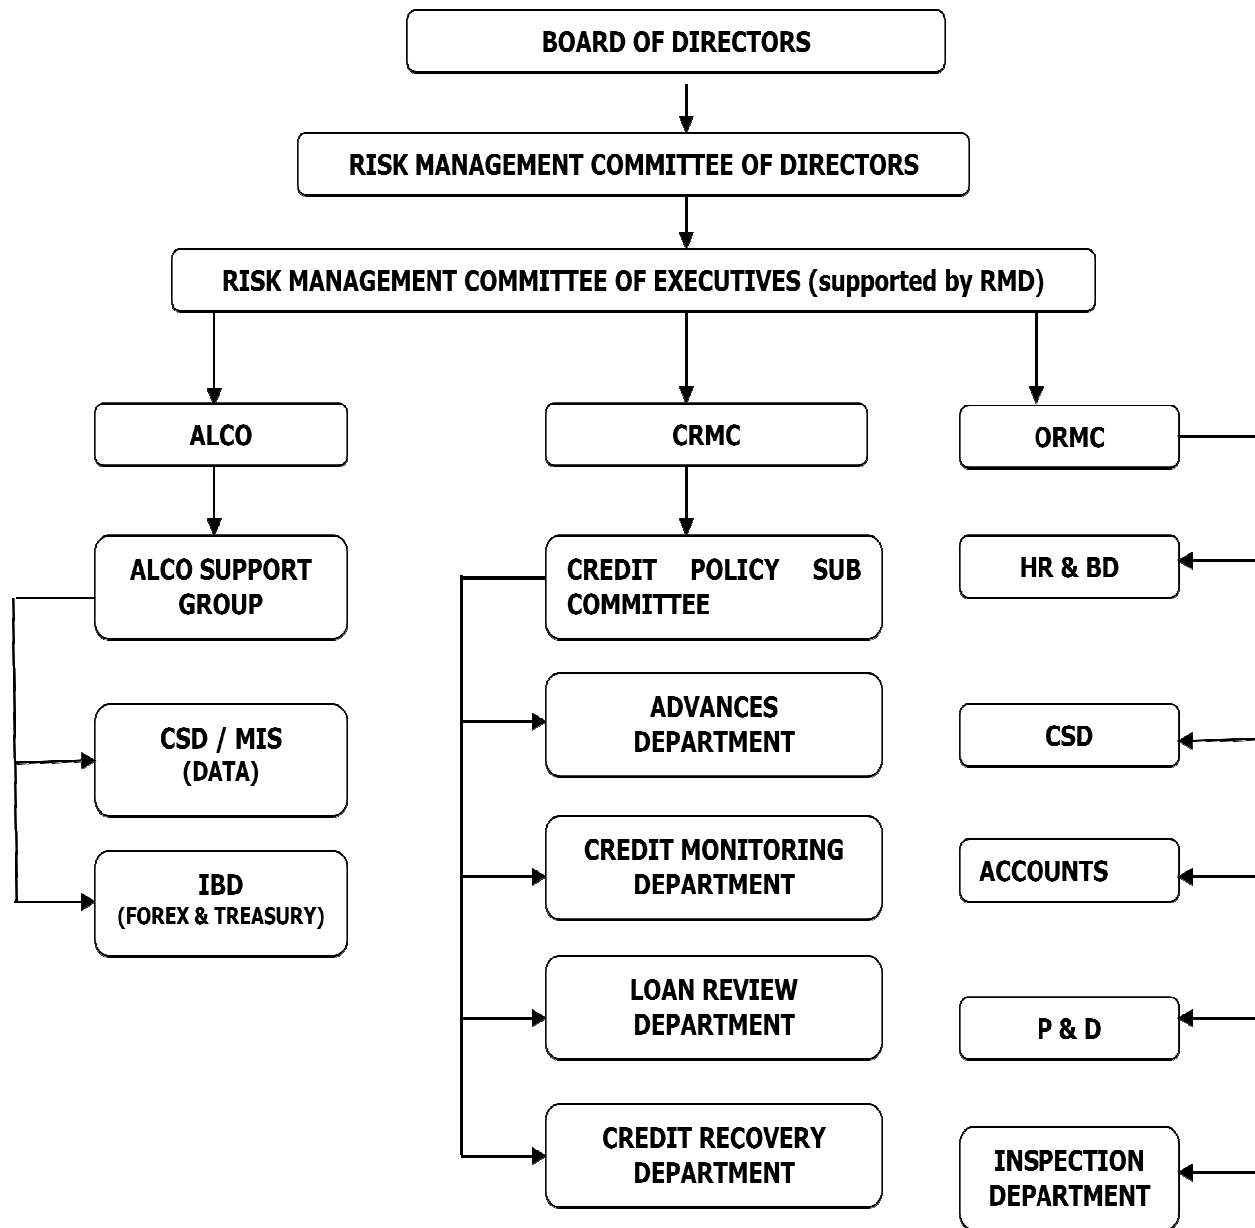 BOARD OF DIRECTORS
RISK MANAGEMENT COMMITTEE OF DIRECTORS
RISK MANAGEMENT COMMITTEE OF EXECUTIVES (supported by RMD)
ALCO
CRMC
ORMC
ALCO SUPPORT
GROUP
CREDIT POLICY SUB
COMMITTEE
HR & BD
ADVANCES
DEPARTMENT
CSD / MIS
(DATA)
CSD
CREDIT MONITORING
DEPARTMENT
ACCOUNTS
IBD
(FOREX & TREASURY)
LOAN REVIEW
DEPARTMENT
P & D
CREDIT RECOVERY
DEPARTMENT
INSPECTION
DEPARTMENT